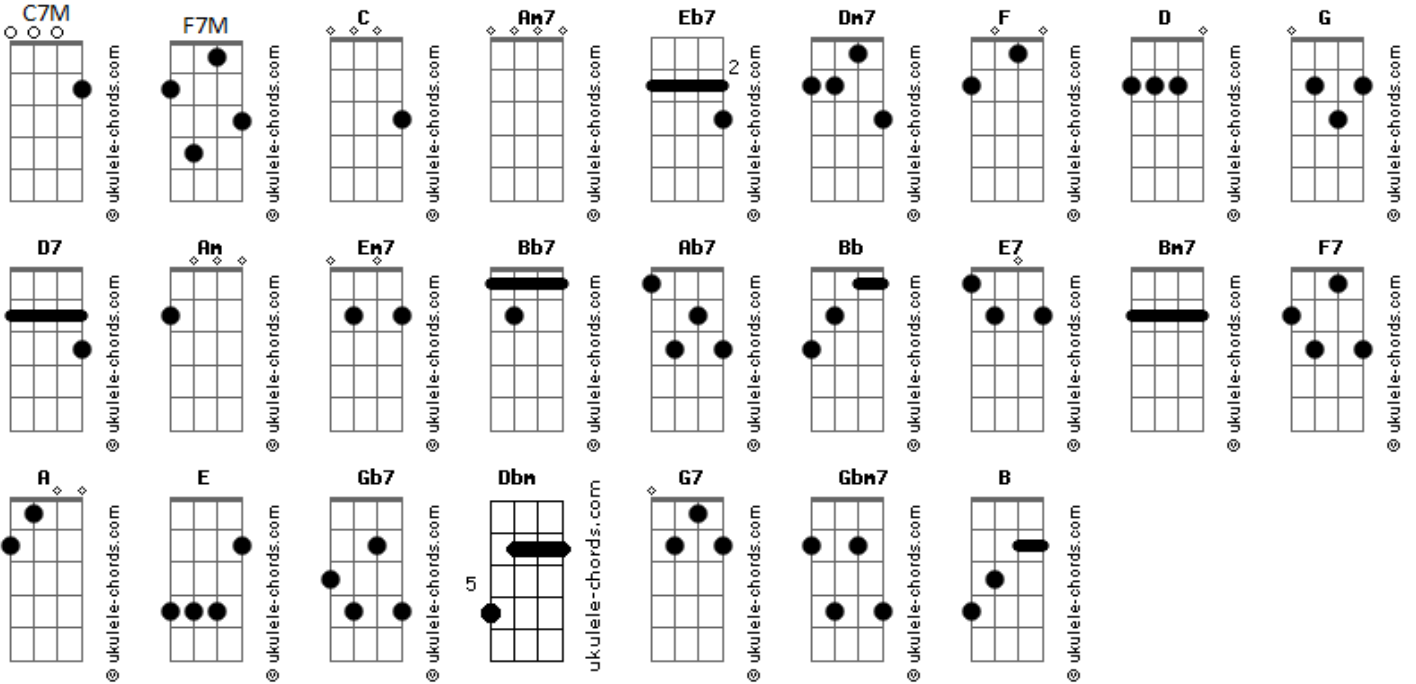 C7M F7M C Am7 Eb7 Dm7 F D G
2
© ukulele-chords.com © ukulele-chords.com © ukulele-chords.com © ukulele-chords.com © ukulele-chords.com © ukulele-chords.com © ukulele-chords.com © ukulele-chords.com © ukulele-chords.com
D7 Am Em7 Bb7 Ab7 Bb E7 Bm7 F7
© ukulele-chords.com © ukulele-chords.com © ukulele-chords.com © ukulele-chords.com © ukulele-chords.com © ukulele-chords.com © ukulele-chords.com © ukulele-chords.com © ukulele-chords.com
A E Gb7 Dbm G7 Gbm7 B
5
© ukulele-chords.com © ukulele-chords.com © ukulele-chords.com ukulele-chords.com © ukulele-chords.com © ukulele-chords.com © ukulele-chords.com